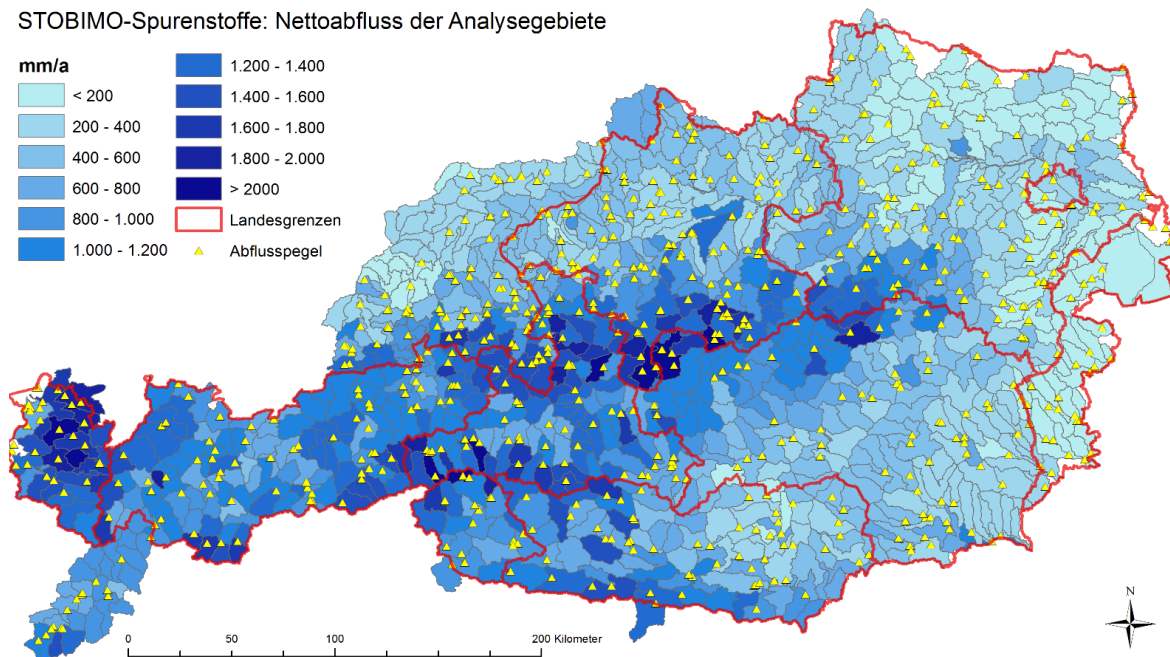 STOBIMO-Spurenstoffe: Nettoabfluss der Analysegebiete
mm/a
< 200
200 - 400
400 - 600
600 - 800
800 - 1.000
1.000 - 1.200
1.200 - 1.400
1.400 - 1.600
1.600 - 1.800
1.800 - 2.000
> 2000
Landesgrenzen
Abflusspegel
N
0 50 100 200 Kilometer